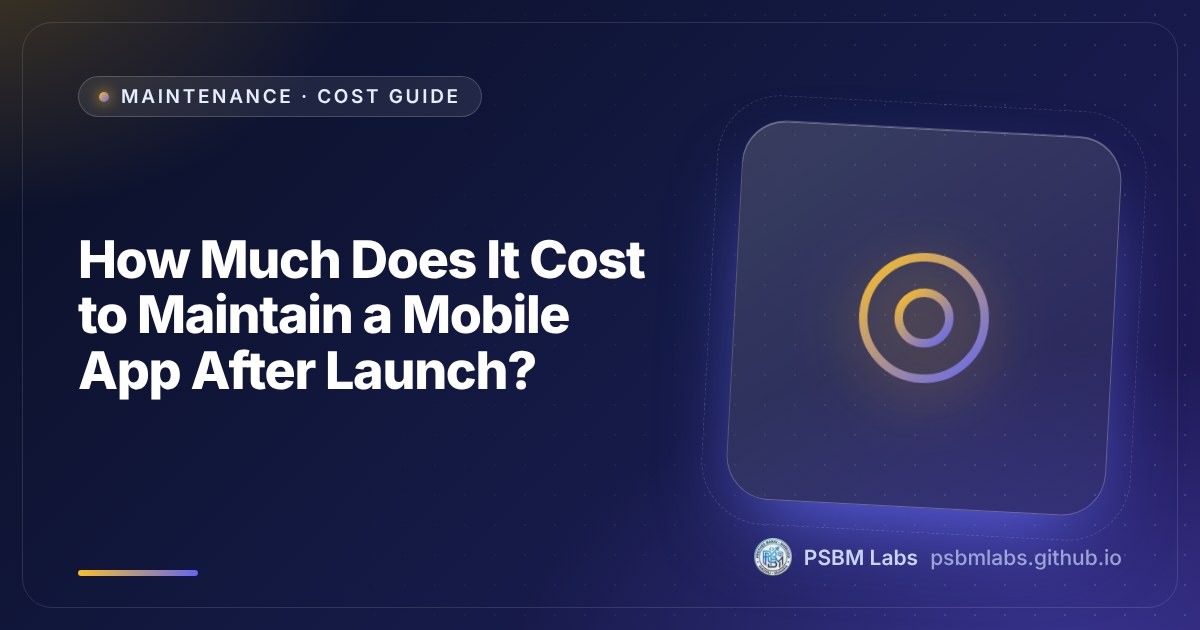 MAINTENANCE · COST GUIDE
How Much Does It Cost
to Maintain a Mobile
App After Launch?
PSBM Labs psbmlabs.github.io